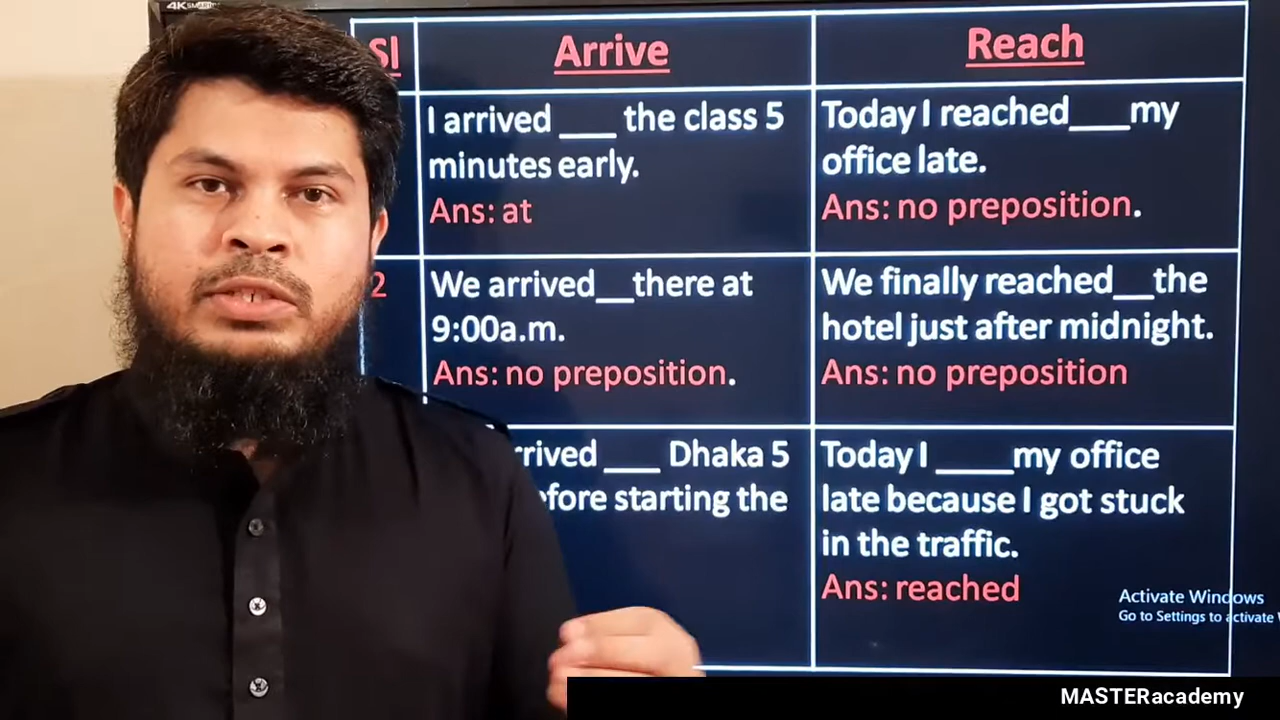 4K
Sl
Arrive
Reach
I arrived ___ the class 5
minutes early.
Ans: at
Today I reached___my
office late.
Ans: no preposition.
2
We arrived__there at
9:00a.m.
Ans: no preposition.
We finally reached__the
hotel just after midnight.
Ans: no preposition
rrived ___ Dhaka 5
efore starting the
Today I ____my office
late because I got stuck
in the traffic.
Ans: reached
Activate Windows
Go to Settings to activate
MASTERacademy